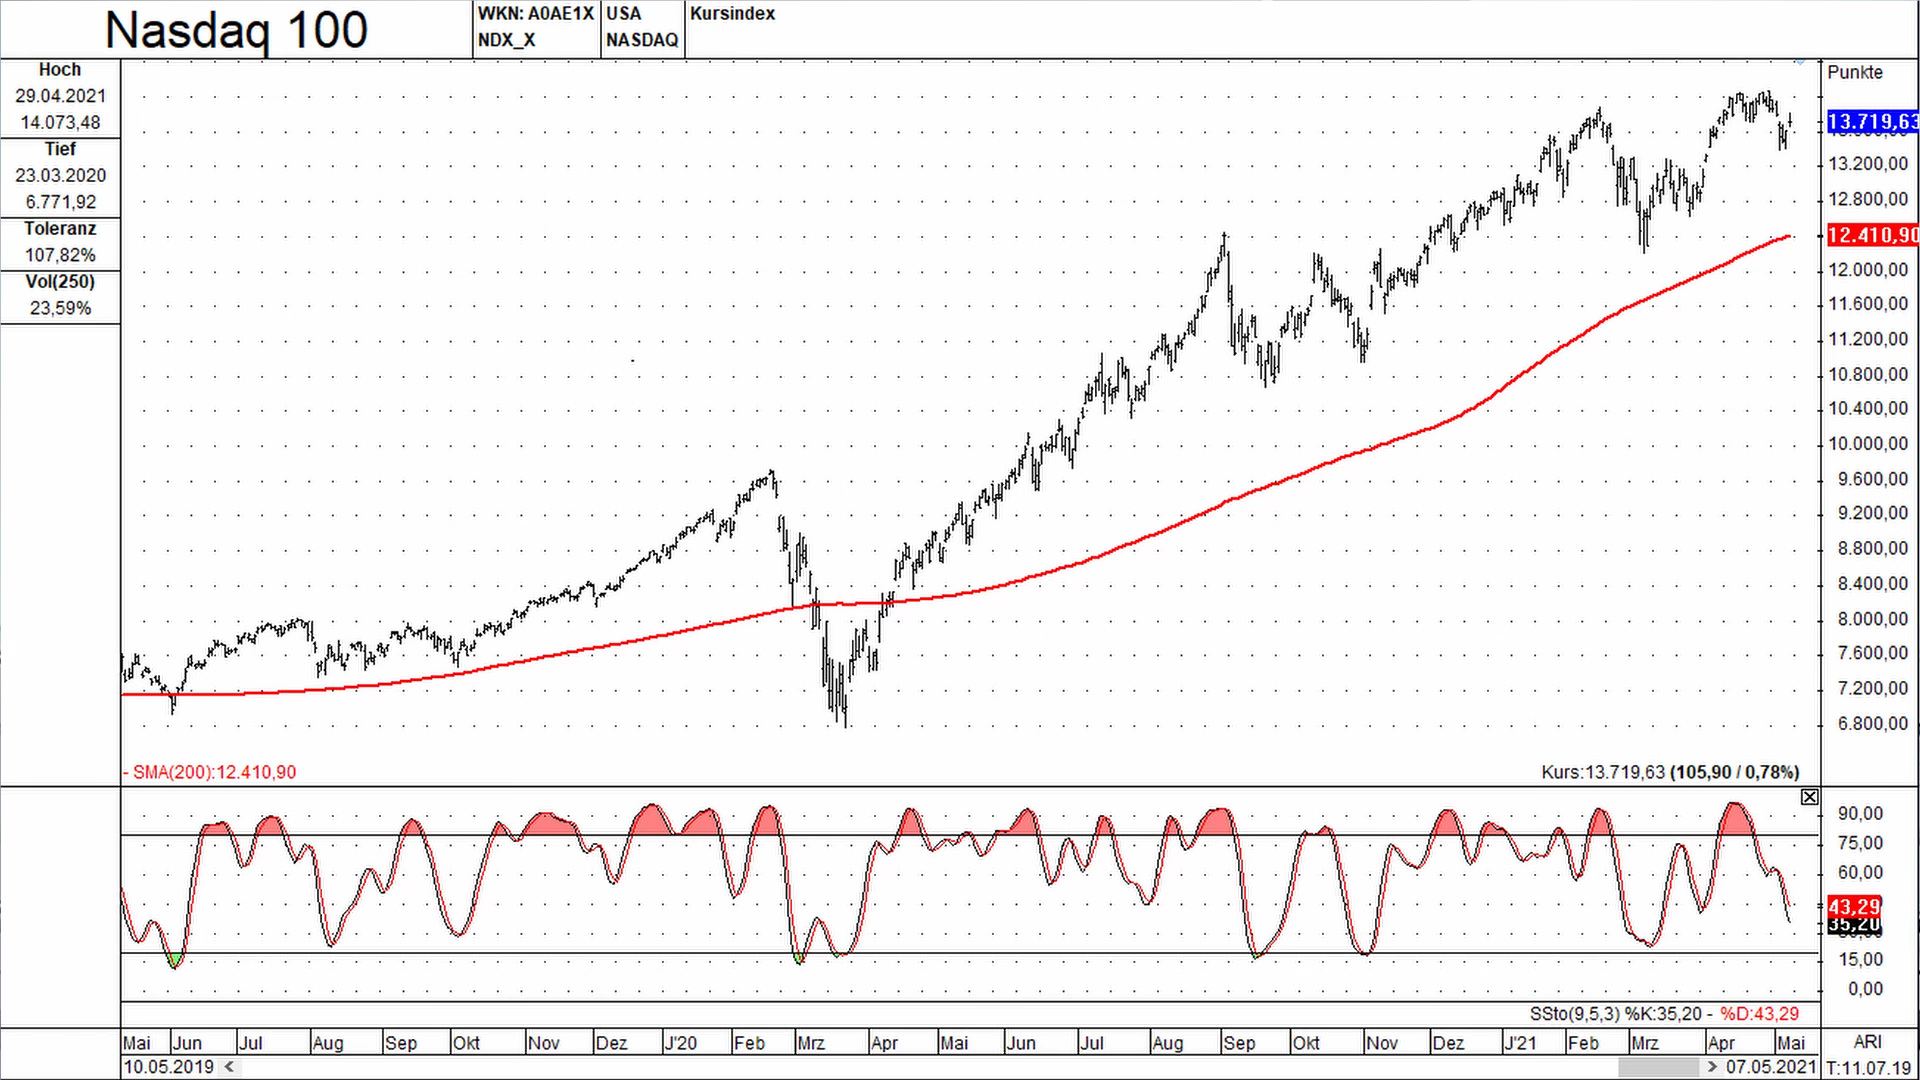 Nasdaq 100
WKN: A0AE1X
NDX_X
USA
NASDAQ
Kursindex
Hoch
29.04.2021
14.073,48
Tief
23.03.2020
6.771,92
Toleranz
107,82%
Vol(250)
23,59%
Punkte
13.719,63
13.200,00
12.800,00
12.410,90
12.000,00
11.600,00
11.200,00
10.800,00
10.400,00
10.000,00
9.600,00
9.200,00
8.800,00
8.400,00
8.000,00
7.600,00
7.200,00
6.800,00
- SMA(200):12.410,90
Kurs:13.719,63 (105,90 / 0,78%)
90,00
75,00
60,00
43,29
35,20
15,00
0,00
SSto(9,5,3) %K:35,20 - %D:43,29
Mai Jun Jul Aug Sep Okt Nov Dez J'20 Feb Mrz Apr Mai Jun Jul Aug Sep Okt Nov Dez J'21 Feb Mrz Apr Mai ARI
10.05.2019 < > 07.05.2021 T:11.07.19